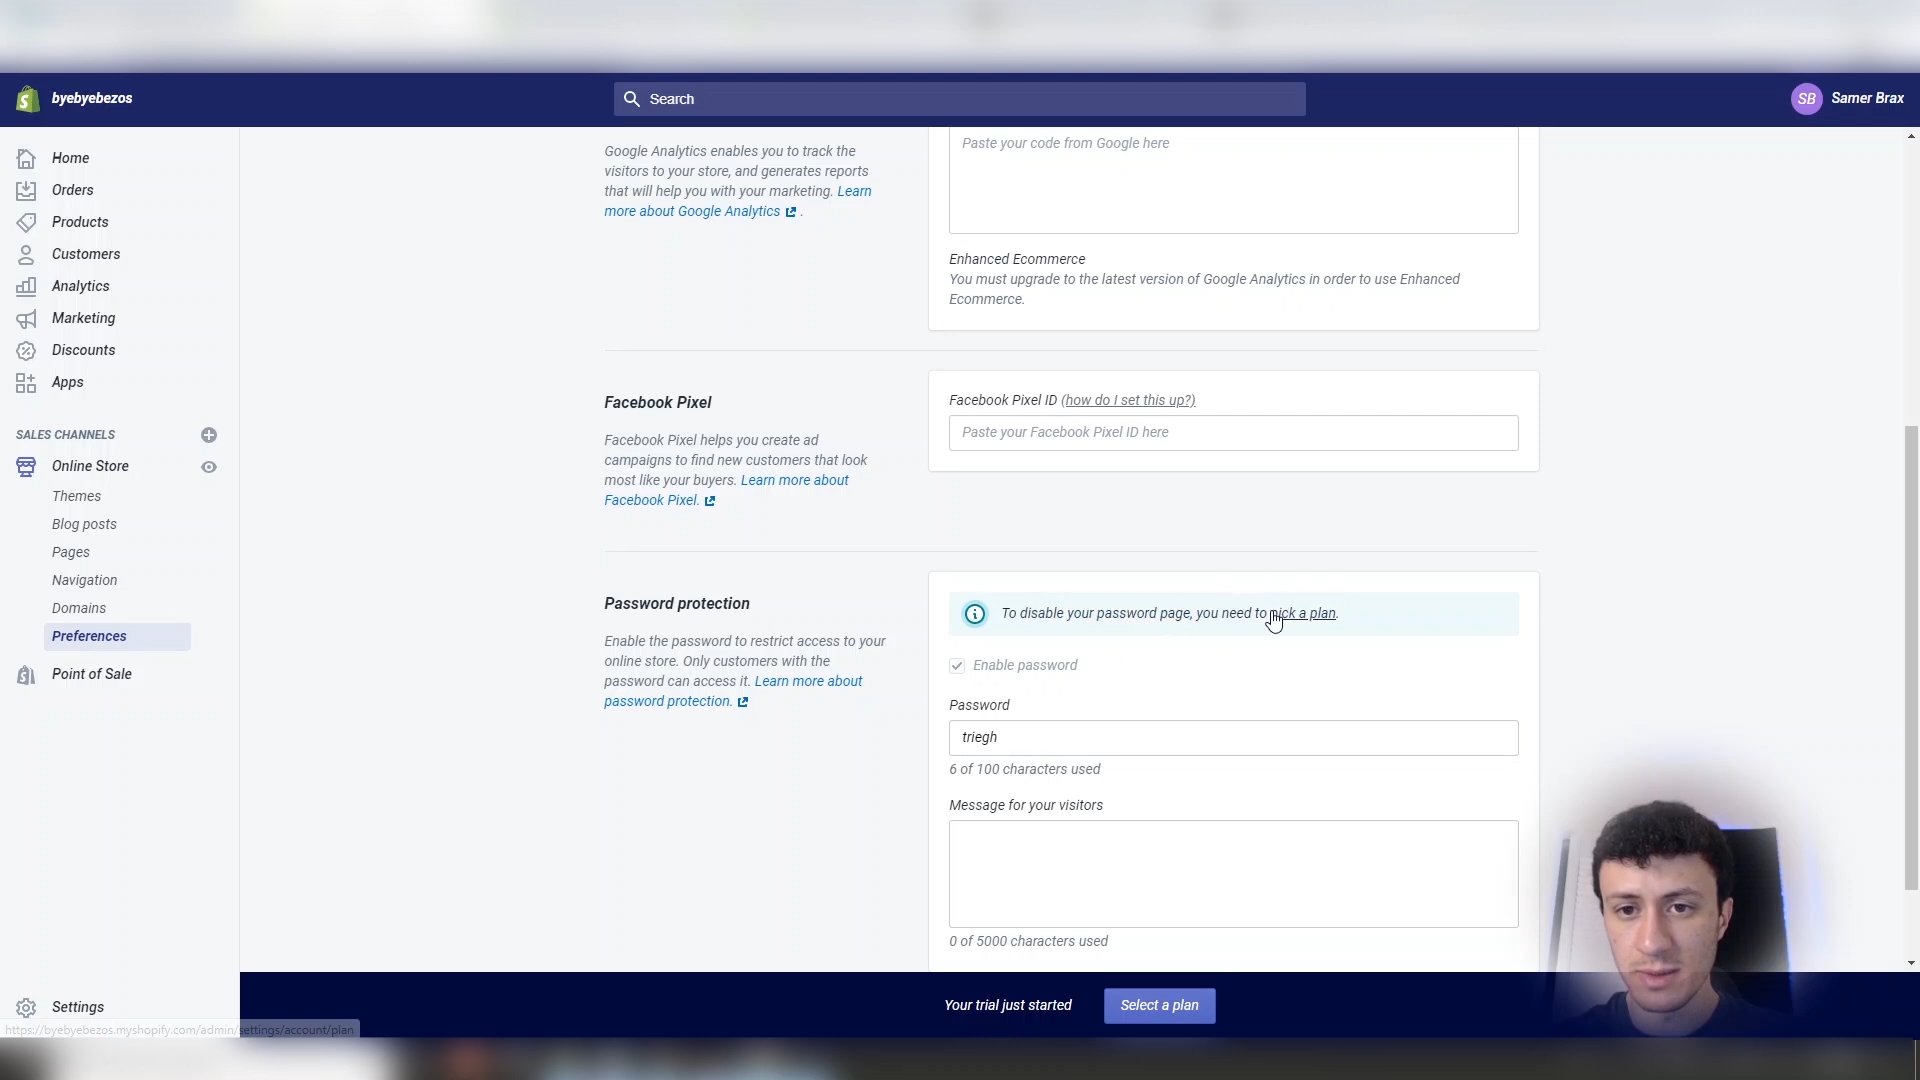 byebyebezos
Search
SB Samer Brax
Home
Orders
Products
Customers
Analytics
Marketing
Discounts
Apps
SALES CHANNELS
Online Store
Themes
Blog posts
Pages
Navigation
Domains
Preferences
Point of Sale
Settings
https://byebyebezos.myshopify.com/admin/settings/account/plan
Google Analytics enables you to track the
visitors to your store, and generates reports
that will help you with your marketing. Learn
more about Google Analytics .
Paste your code from Google here
Enhanced Ecommerce
You must upgrade to the latest version of Google Analytics in order to use Enhanced
Ecommerce.
Facebook Pixel
Facebook Pixel helps you create ad
campaigns to find new customers that look
most like your buyers. Learn more about
Facebook Pixel.
Facebook Pixel ID (how do I set this up?)
Paste your Facebook Pixel ID here
Password protection
Enable the password to restrict access to your
online store. Only customers with the
password can access it. Learn more about
password protection.
To disable your password page, you need to pick a plan.
Enable password
Password
triegh
6 of 100 characters used
Message for your visitors
0 of 5000 characters used
Your trial just started
Select a plan